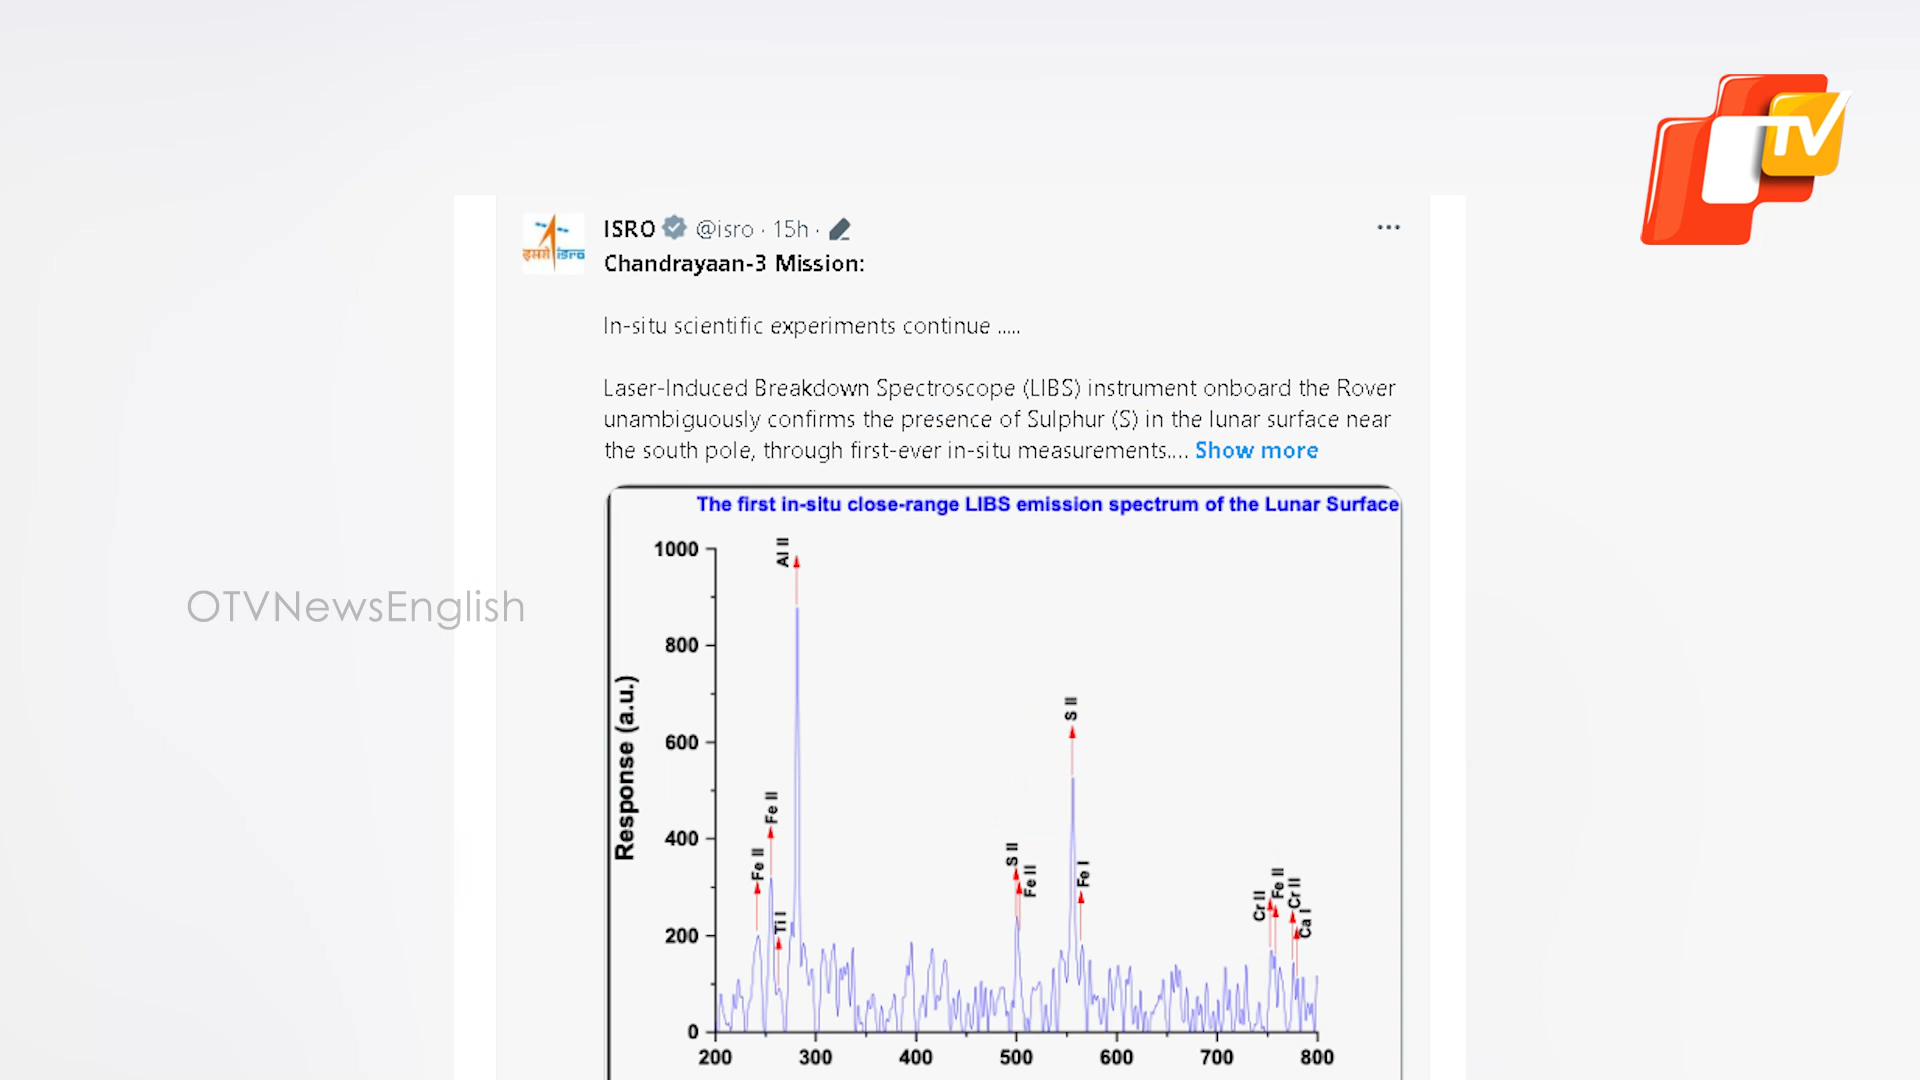 TV
ISRO @isro · 15h ·
इसरो isro
Chandrayaan-3 Mission:
In-situ scientific experiments continue .....
Laser-Induced Breakdown Spectroscope (LIBS) instrument onboard the Rover
unambiguously confirms the presence of Sulphur (S) in the lunar surface near
the south pole, through first-ever in-situ measurements.... Show more
The first in-situ close-range LIBS emission spectrum of the Lunar Surface
OTVNewsEnglish
Response (a.u.)
1000
800
600
400
200
0
Fe II
Fe II
Ti I
Al II
S II
Fe II
S II
Fe I
Cr II
Fe II
Cr II
Ca I
200 300 400 500 600 700 800